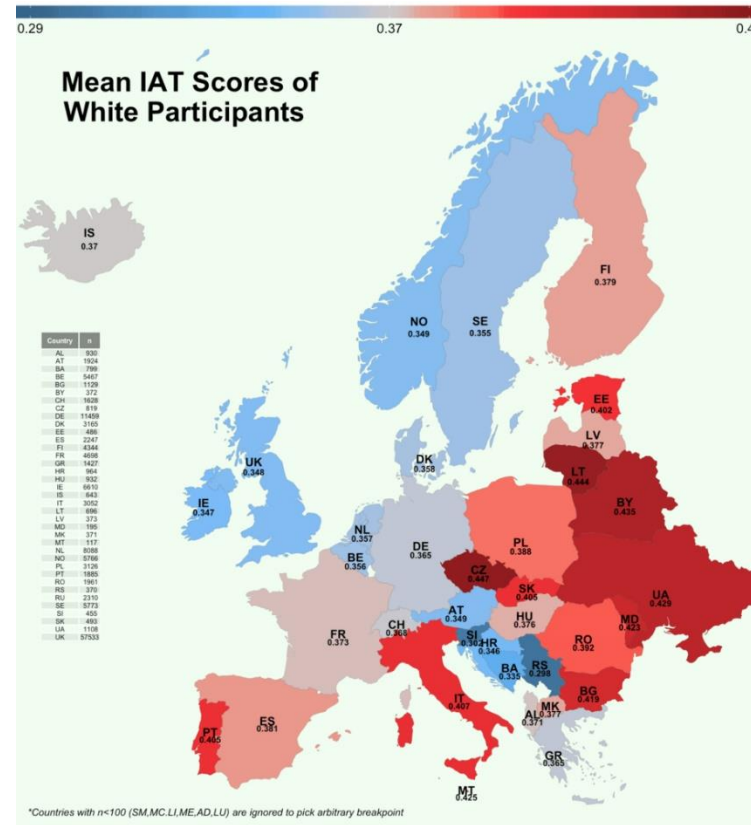 0.29 0.37 0.4
Mean IAT Scores of
White Participants
IS
0.37
FI
0.379
NO
0.349
SE
0.355
Country n
AL 930
AT 1924
BA 799
BE 5467
BG 1129
BY 372
CH 1628
CZ 819
DE 11459
DK 3165
EE 486
ES 2247
FI 4344
FR 4698
GR 1427
HR 964
HU 932
IE 6610
IS 643
IT 3052
LT 696
LV 373
MD 195
MK 371
MT 117
NL 8088
NO 5766
PL 3126
PT 1885
RO 1961
RS 370
RU 2310
SE 5773
SI 455
SK 493
UA 1108
UK 57533
EE
0.402
LV
0.377
LT
0.444
DK
0.358
UK
0.348
BY
0.435
IE
0.347
NL
0.357
PL
0.388
DE
0.365
BE
0.356
CZ
0.447
SK
0.405
UA
0.429
AT
0.349
HU
0.376
MD
0.423
CH
FR
0.373
SI
0.302
HR
0.346
RO
0.392
BA
0.335
RS
0.298
BG
0.419
IT
0.407
MK
0.377
AL
0.371
ES
0.381
PT
0.405
GR
0.365
MT
0.425
*Countries with n<100 (SM,MC.LI,ME,AD,LU) are ignored to pick arbitrary breakpoint